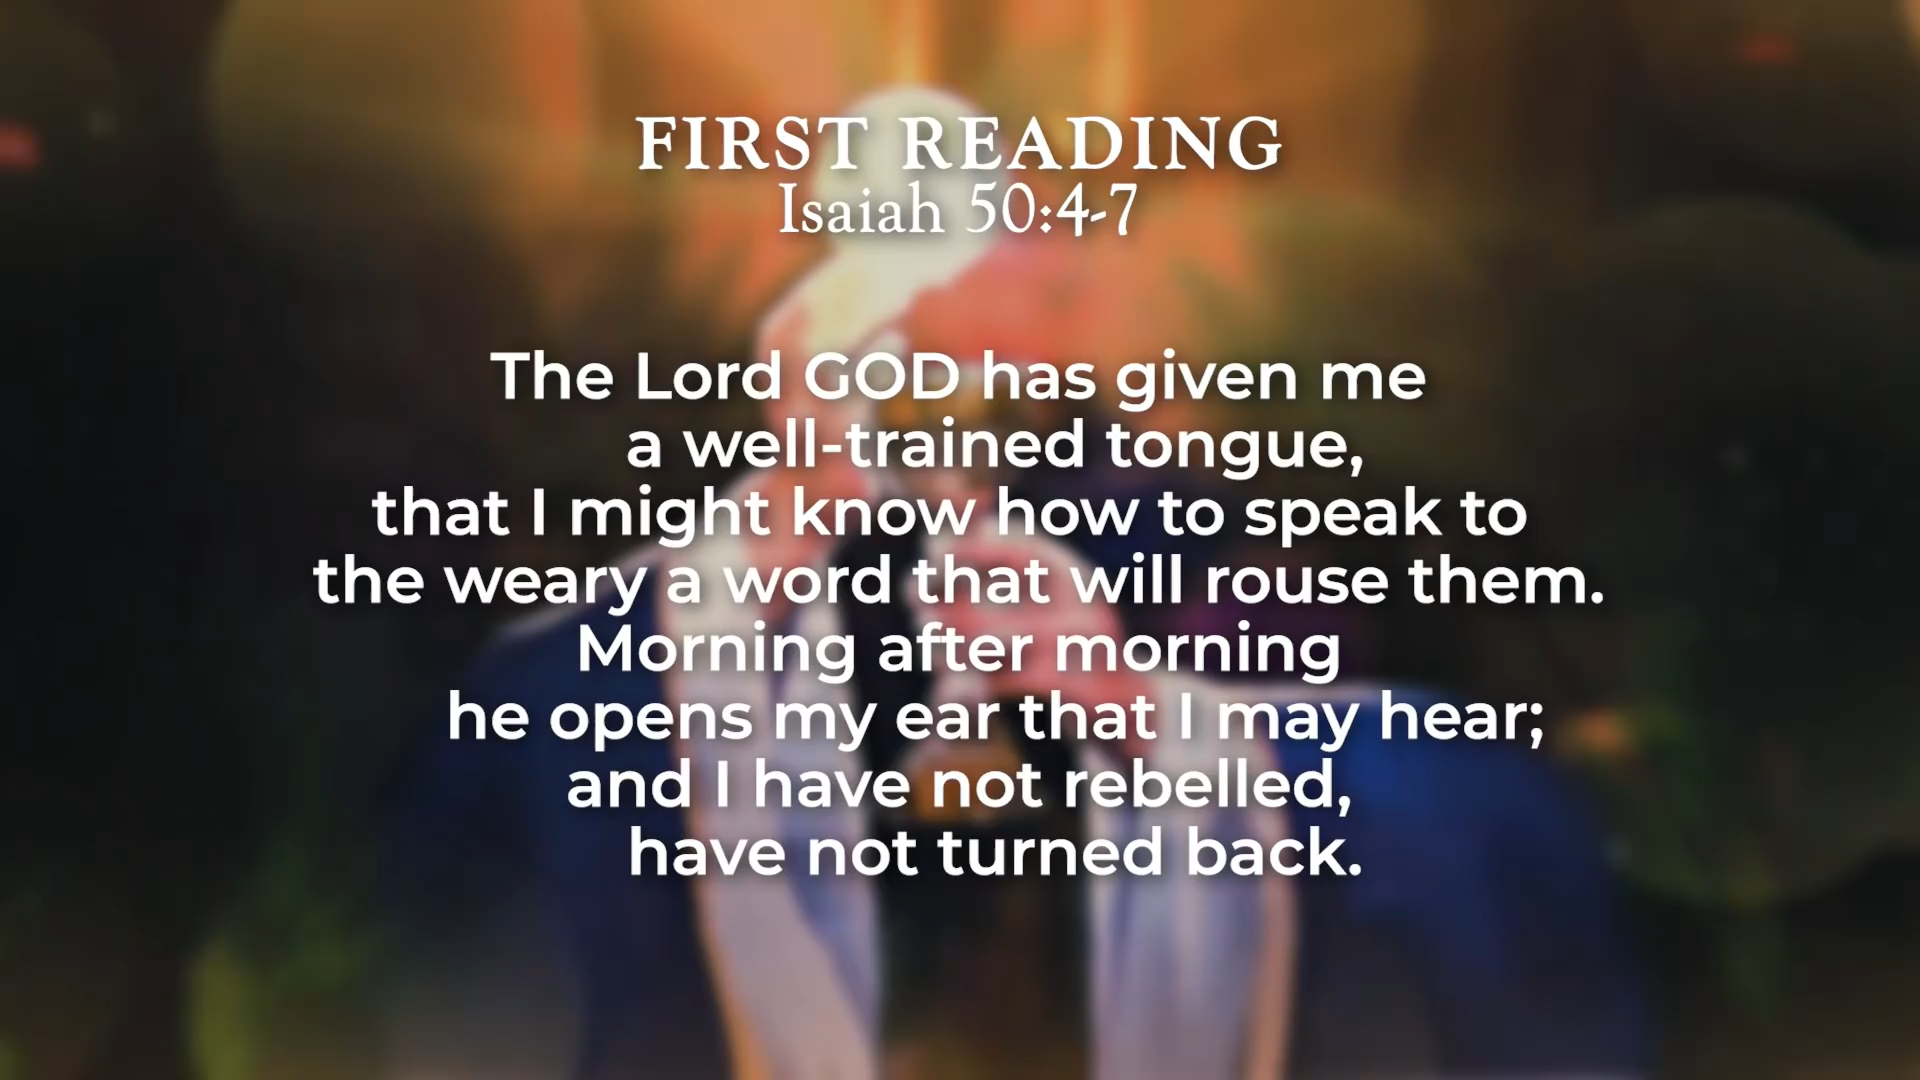 FIRST READING
Isaiah 50:4-7
The Lord GOD has given me
a well-trained tongue,
that I might know how to speak to
the weary a word that will rouse them.
Morning after morning
he opens my ear that I may hear;
and I have not rebelled,
have not turned back.